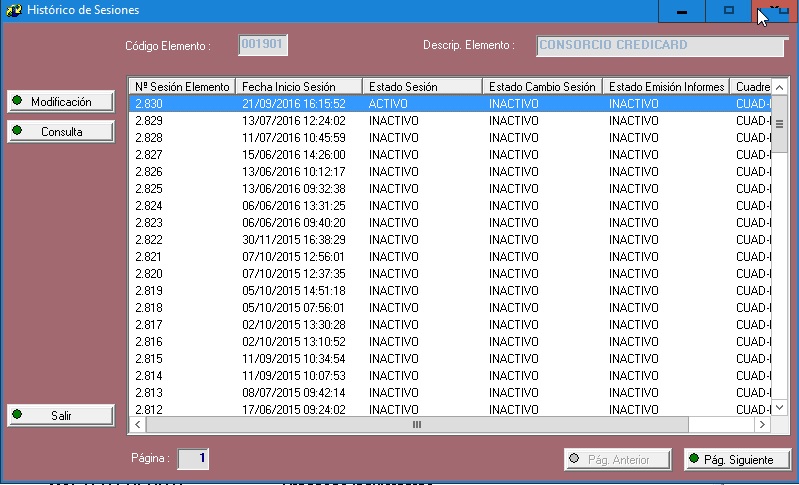 Histórico de Sesiones
Código Elemento : 001901 Descrip. Elemento : CONSORCIO CREDICARD
Modificación
Consulta
Salir
Nº Sesión Elemento Fecha Inicio Sesión Estado Sesión Estado Cambio Sesión Estado Emisión Informes Cuadre
2.830 21/09/2016 16:15:52 ACTIVO INACTIVO INACTIVO CUAD-I
2.829 13/07/2016 12:24:02 INACTIVO INACTIVO INACTIVO CUAD-I
2.828 11/07/2016 10:45:59 INACTIVO INACTIVO INACTIVO CUAD-I
2.827 15/06/2016 14:26:00 INACTIVO INACTIVO INACTIVO CUAD-I
2.826 13/06/2016 10:12:17 INACTIVO INACTIVO INACTIVO CUAD-I
2.825 13/06/2016 09:32:38 INACTIVO INACTIVO INACTIVO CUAD-I
2.824 06/06/2016 13:31:25 INACTIVO INACTIVO INACTIVO CUAD-I
2.823 06/06/2016 09:40:20 INACTIVO INACTIVO INACTIVO CUAD-I
2.822 30/11/2015 16:38:29 INACTIVO INACTIVO INACTIVO CUAD-I
2.821 07/10/2015 12:56:01 INACTIVO INACTIVO INACTIVO CUAD-I
2.820 07/10/2015 12:37:35 INACTIVO INACTIVO INACTIVO CUAD-I
2.819 05/10/2015 14:51:18 INACTIVO INACTIVO INACTIVO CUAD-I
2.818 05/10/2015 07:56:01 INACTIVO INACTIVO INACTIVO CUAD-I
2.817 02/10/2015 13:30:28 INACTIVO INACTIVO INACTIVO CUAD-I
2.816 02/10/2015 13:10:52 INACTIVO INACTIVO INACTIVO CUAD-I
2.815 11/09/2015 10:34:54 INACTIVO INACTIVO INACTIVO CUAD-I
2.814 11/09/2015 10:07:53 INACTIVO INACTIVO INACTIVO CUAD-I
2.813 08/07/2015 09:42:14 INACTIVO INACTIVO INACTIVO CUAD-I
2.812 17/06/2015 09:24:02 INACTIVO INACTIVO INACTIVO CUAD-I
Página : 1 Pág. Anterior Pág. Siguiente